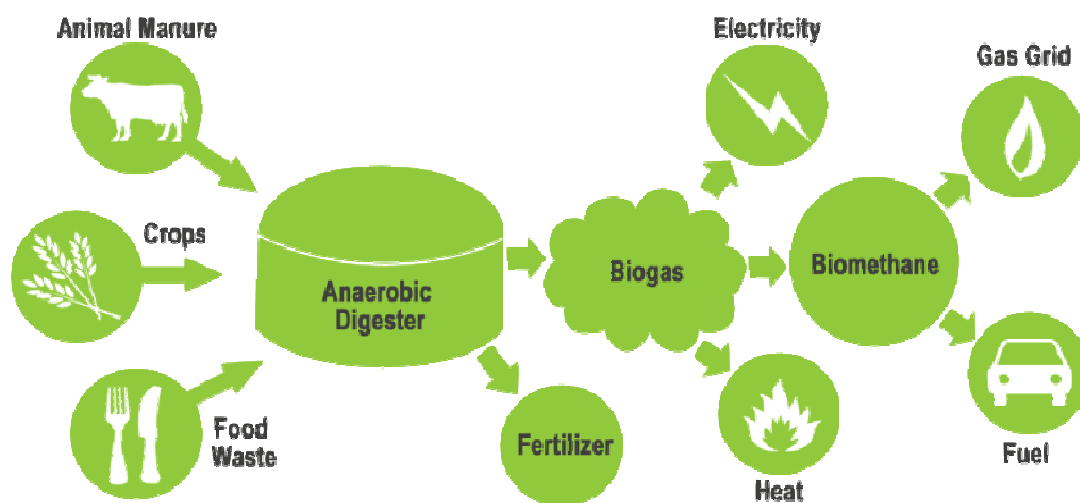 Animal Manure
Electricity
Gas Grid
Crops
Anaerobic
Digester
Biogas
Biomethane
Food
Waste
Fertilizer
Heat
Fuel